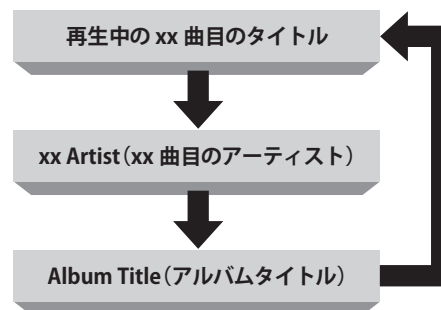 再生中の xx 曲目のタイトル
xx Artist（xx 曲目のアーティスト）
Album Title（アルバムタイトル）